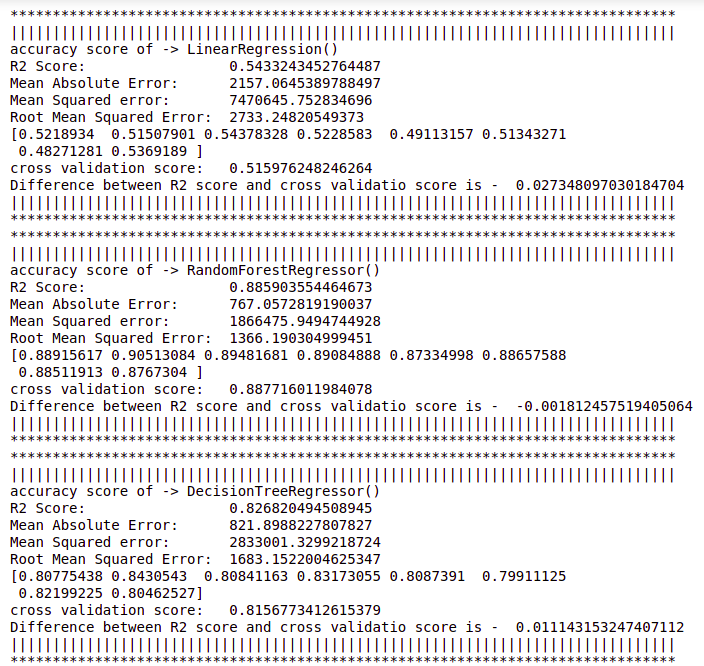 *******************************************************************************
|||||||||||||||||||||||||||||||||||||||||||||||||||||||||||||||||||||||||||||||
accuracy score of -> LinearRegression()
R2 Score:                 0.5433243452764487
Mean Absolute Error:      2157.0645389788497
Mean Squared error:       7470645.752834696
Root Mean Squared Error:  2733.24820549373
[0.5218934  0.51507901 0.54378328 0.5228583  0.49113157 0.51343271
 0.48271281 0.5369189 ]
cross validation score:   0.515976248246264
Difference between R2 score and cross validatio score is -  0.027348097030184704
|||||||||||||||||||||||||||||||||||||||||||||||||||||||||||||||||||||||||||||||
*******************************************************************************
*******************************************************************************
|||||||||||||||||||||||||||||||||||||||||||||||||||||||||||||||||||||||||||||||
accuracy score of -> RandomForestRegressor()
R2 Score:                 0.885903554464673
Mean Absolute Error:      767.0572819190037
Mean Squared error:       1866475.9494744928
Root Mean Squared Error:  1366.190304999451
[0.88915617 0.90513084 0.89481681 0.89084888 0.87334998 0.88657588
 0.88511913 0.8767304 ]
cross validation score:   0.887716011984078
Difference between R2 score and cross validatio score is -  -0.001812457519405064
|||||||||||||||||||||||||||||||||||||||||||||||||||||||||||||||||||||||||||||||
*******************************************************************************
*******************************************************************************
|||||||||||||||||||||||||||||||||||||||||||||||||||||||||||||||||||||||||||||||
accuracy score of -> DecisionTreeRegressor()
R2 Score:                 0.826820494508945
Mean Absolute Error:      821.8988227807827
Mean Squared error:       2833001.3299218724
Root Mean Squared Error:  1683.1522004625347
[0.80775438 0.8430543  0.80841163 0.83173055 0.8087391  0.79911125
 0.82199225 0.80462527]
cross validation score:   0.8156773412615379
Difference between R2 score and cross validatio score is -  0.011143153247407112
|||||||||||||||||||||||||||||||||||||||||||||||||||||||||||||||||||||||||||||||
*******************************************************************************